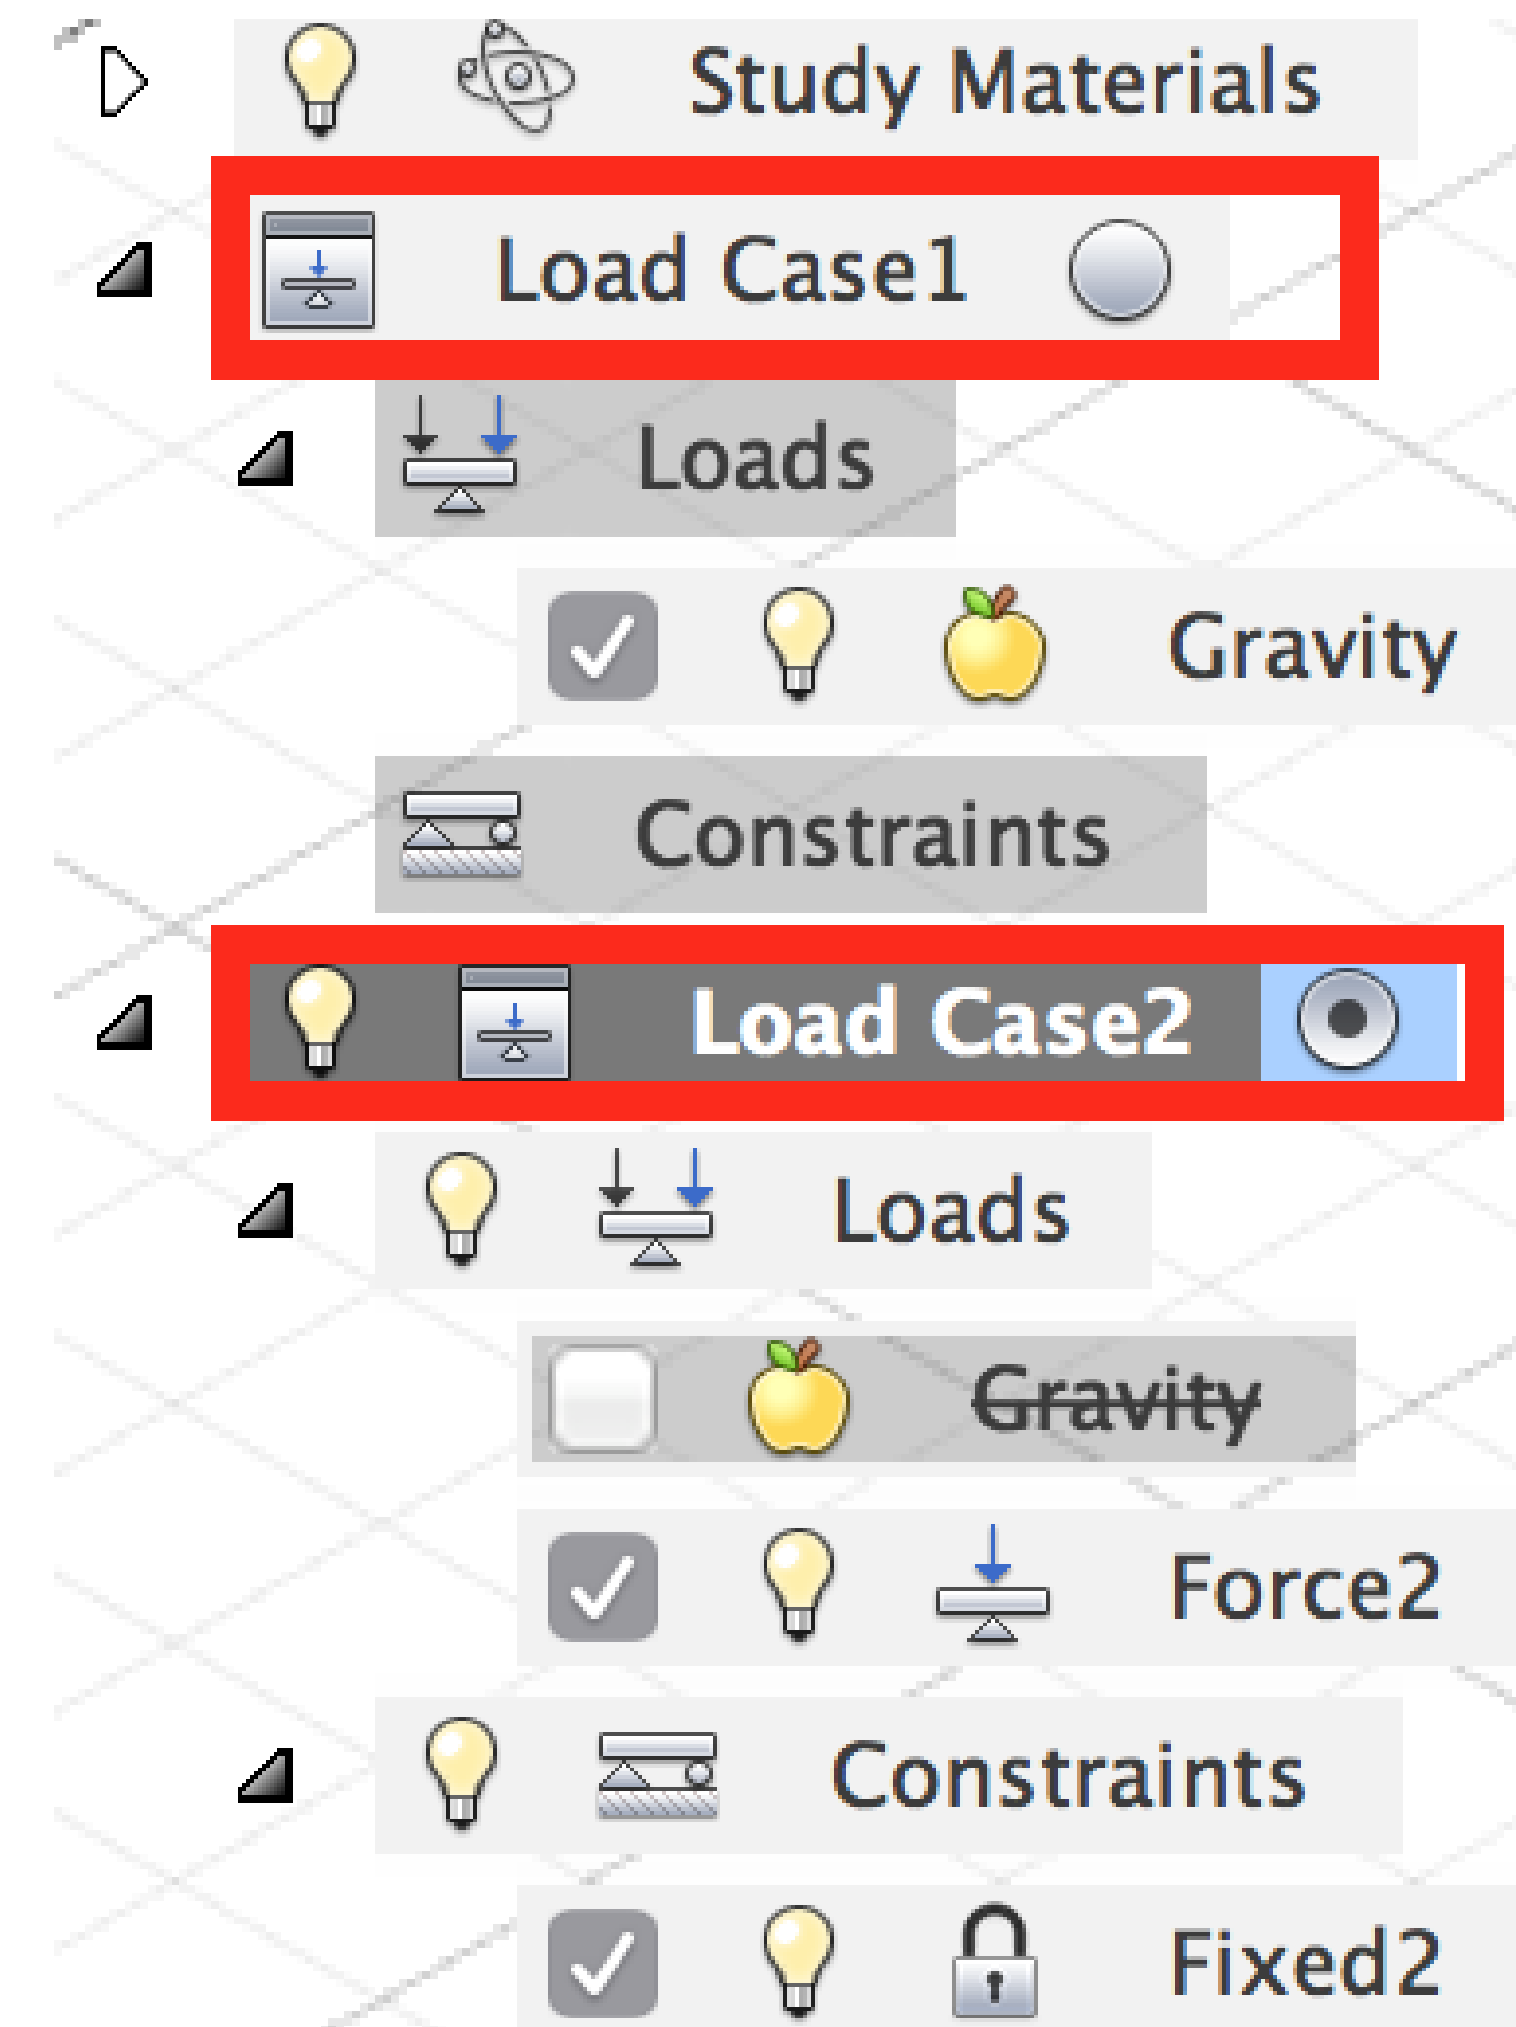 Study Materials
Load Case1
Loads
Gravity
Constraints
Load Case2
Loads
Gravity
Force2
Constraints
Fixed2